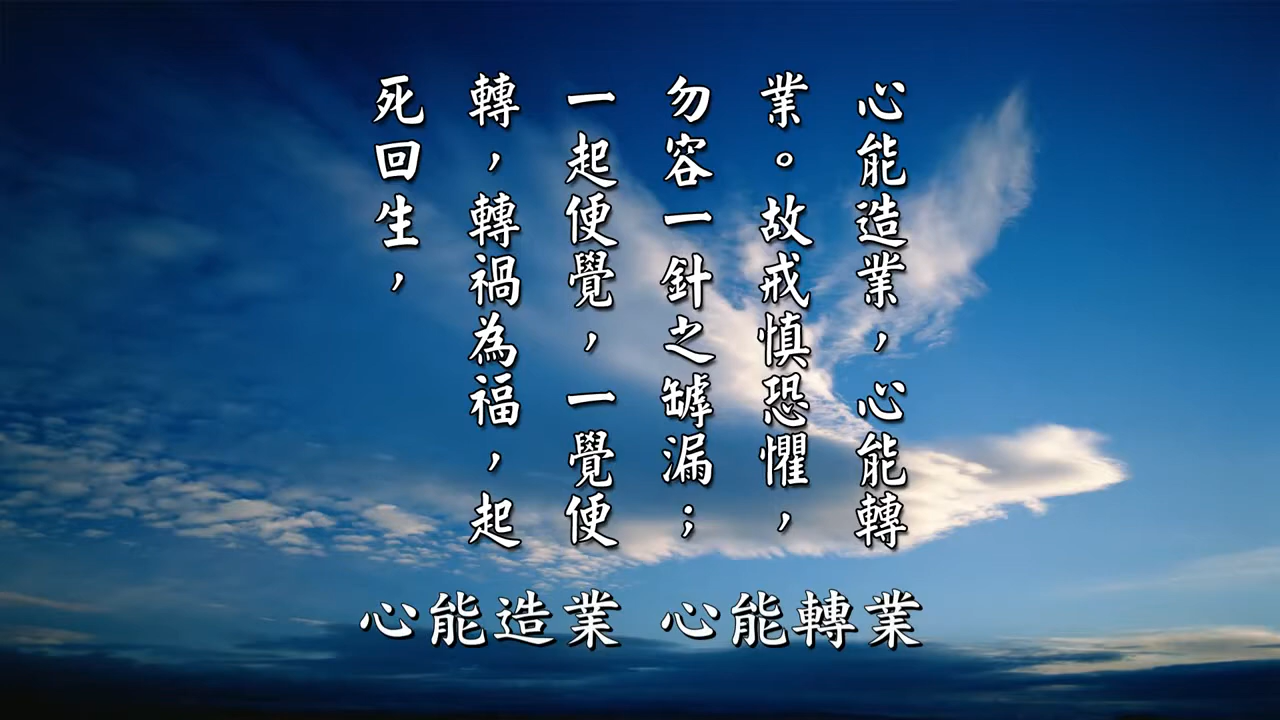 心能造業，心能轉
業。故戒慎恐懼，
勿容一針之罅漏；
一起便覺，一覺便
轉，轉禍為福，起
死回生，
心能造業 心能轉業